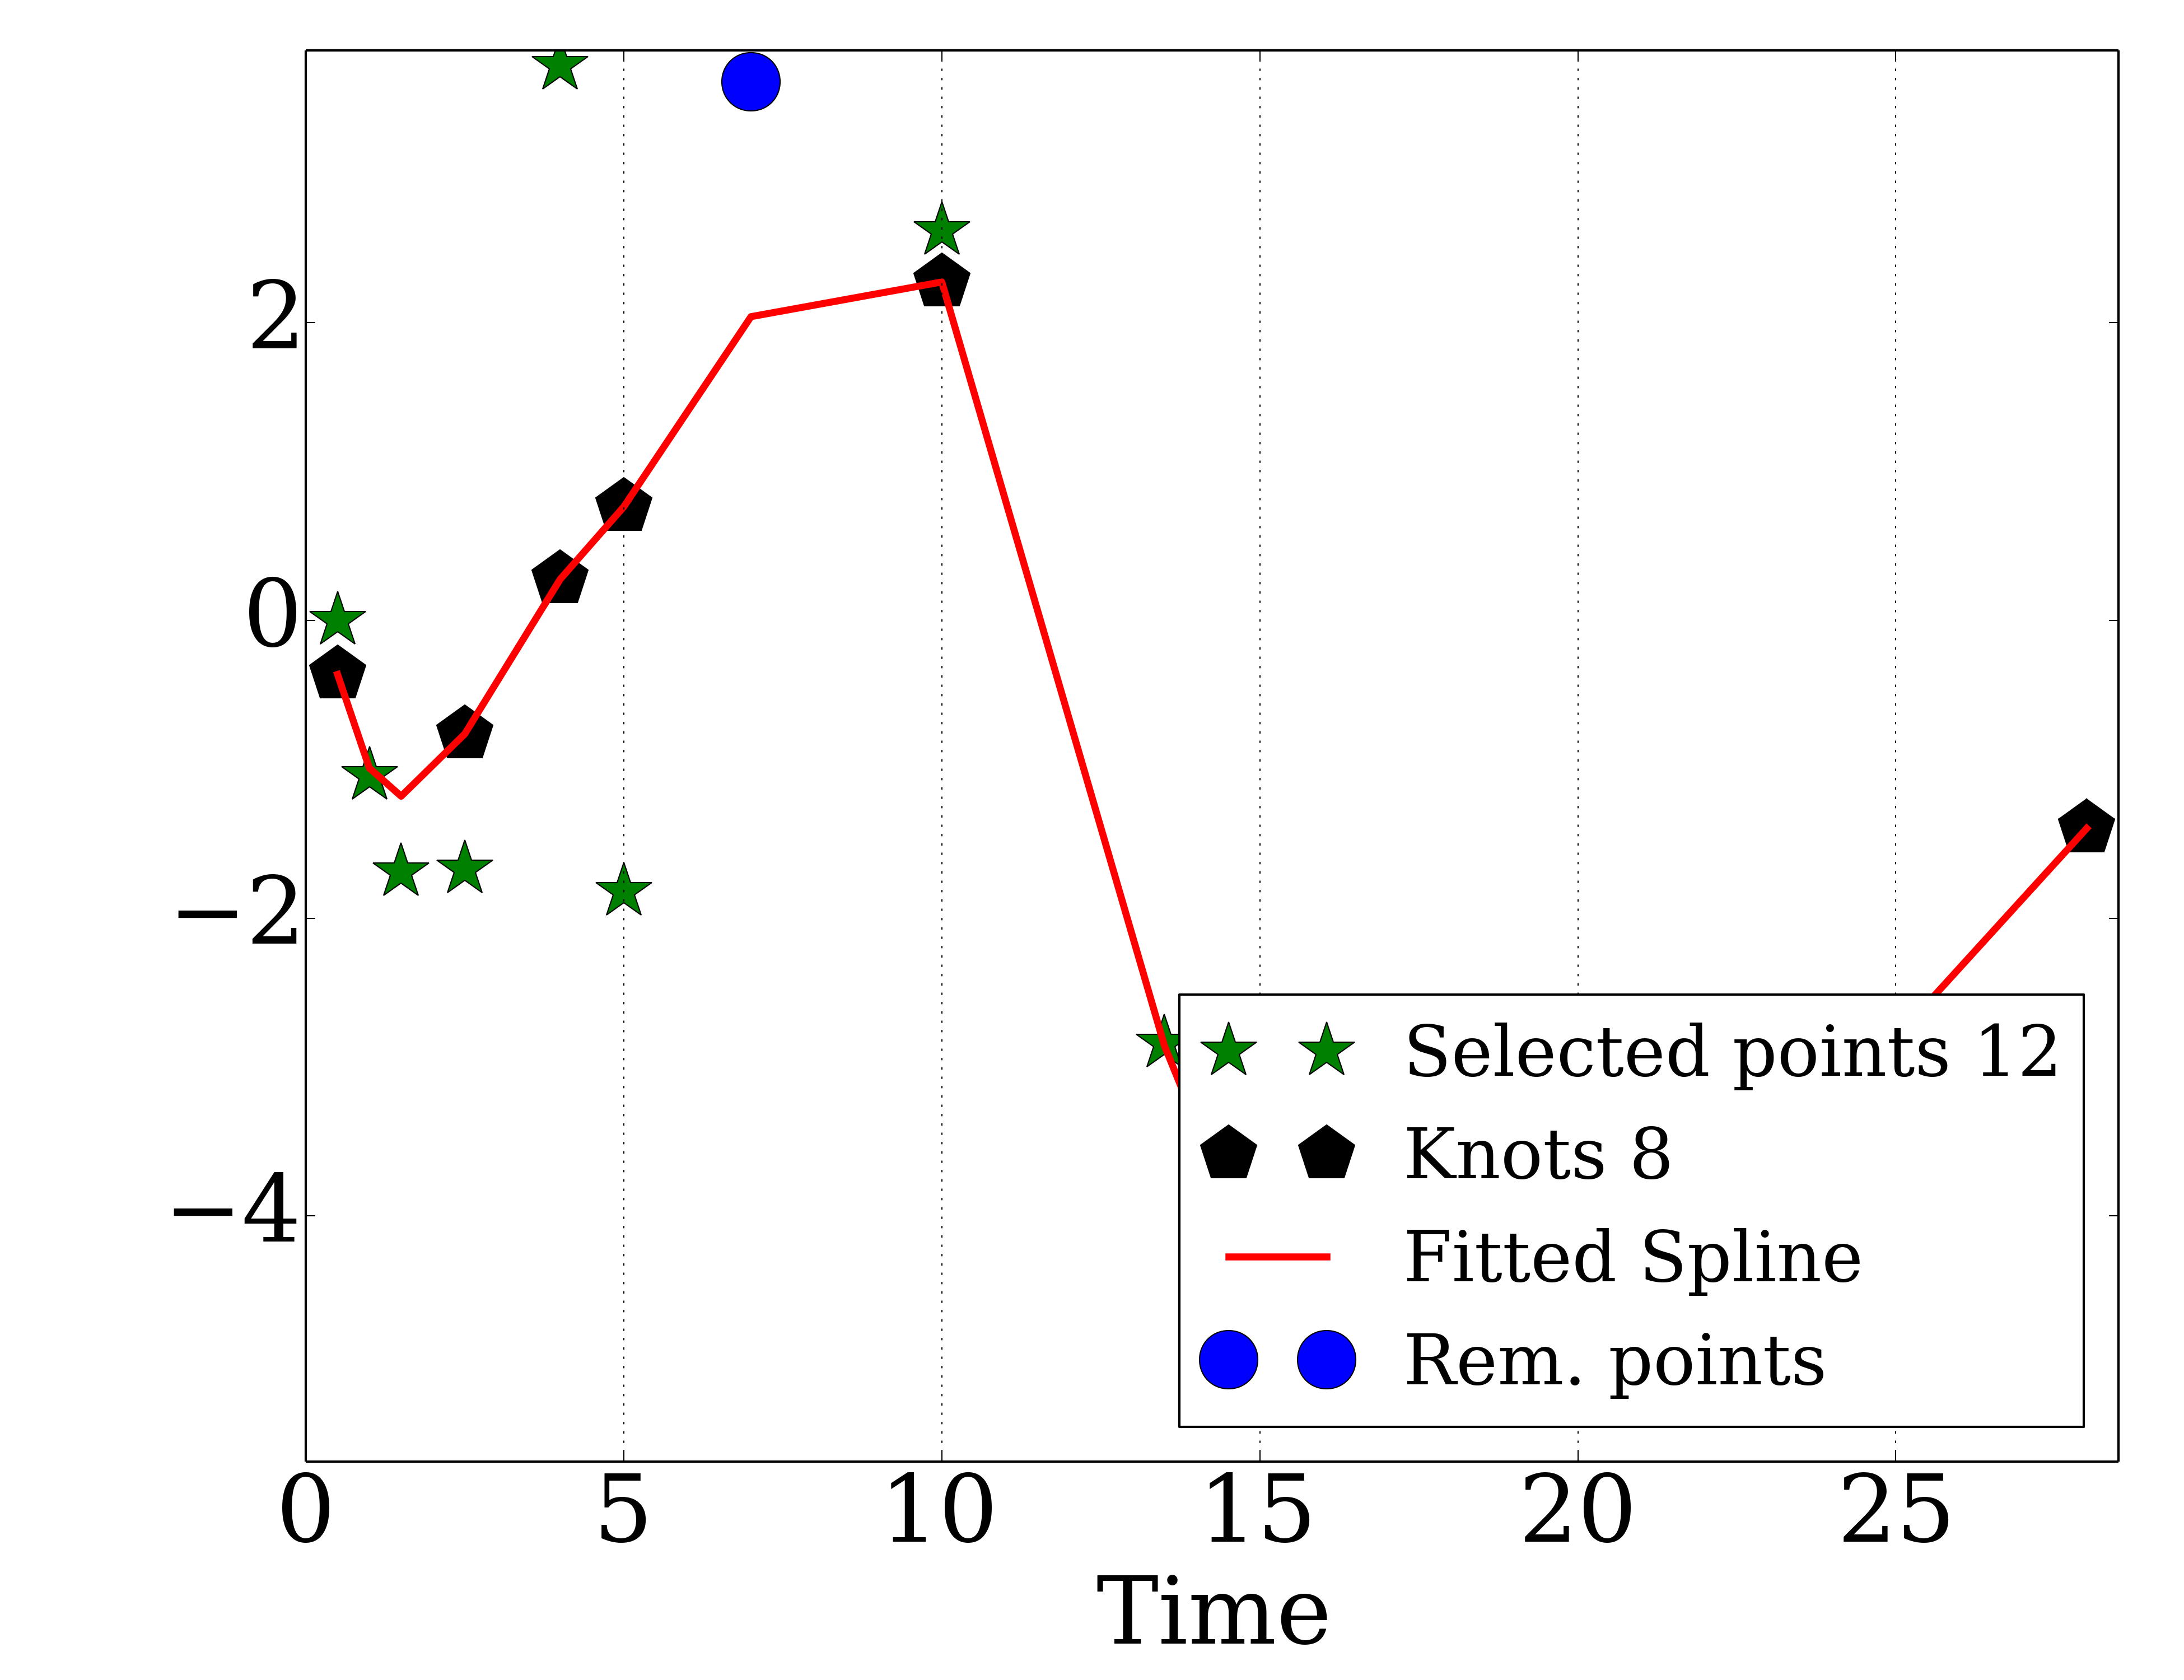 2
0
−2
−4
Selected points 12
Knots 8
Fitted Spline
Rem. points
0 5 10 15 20 25
Time